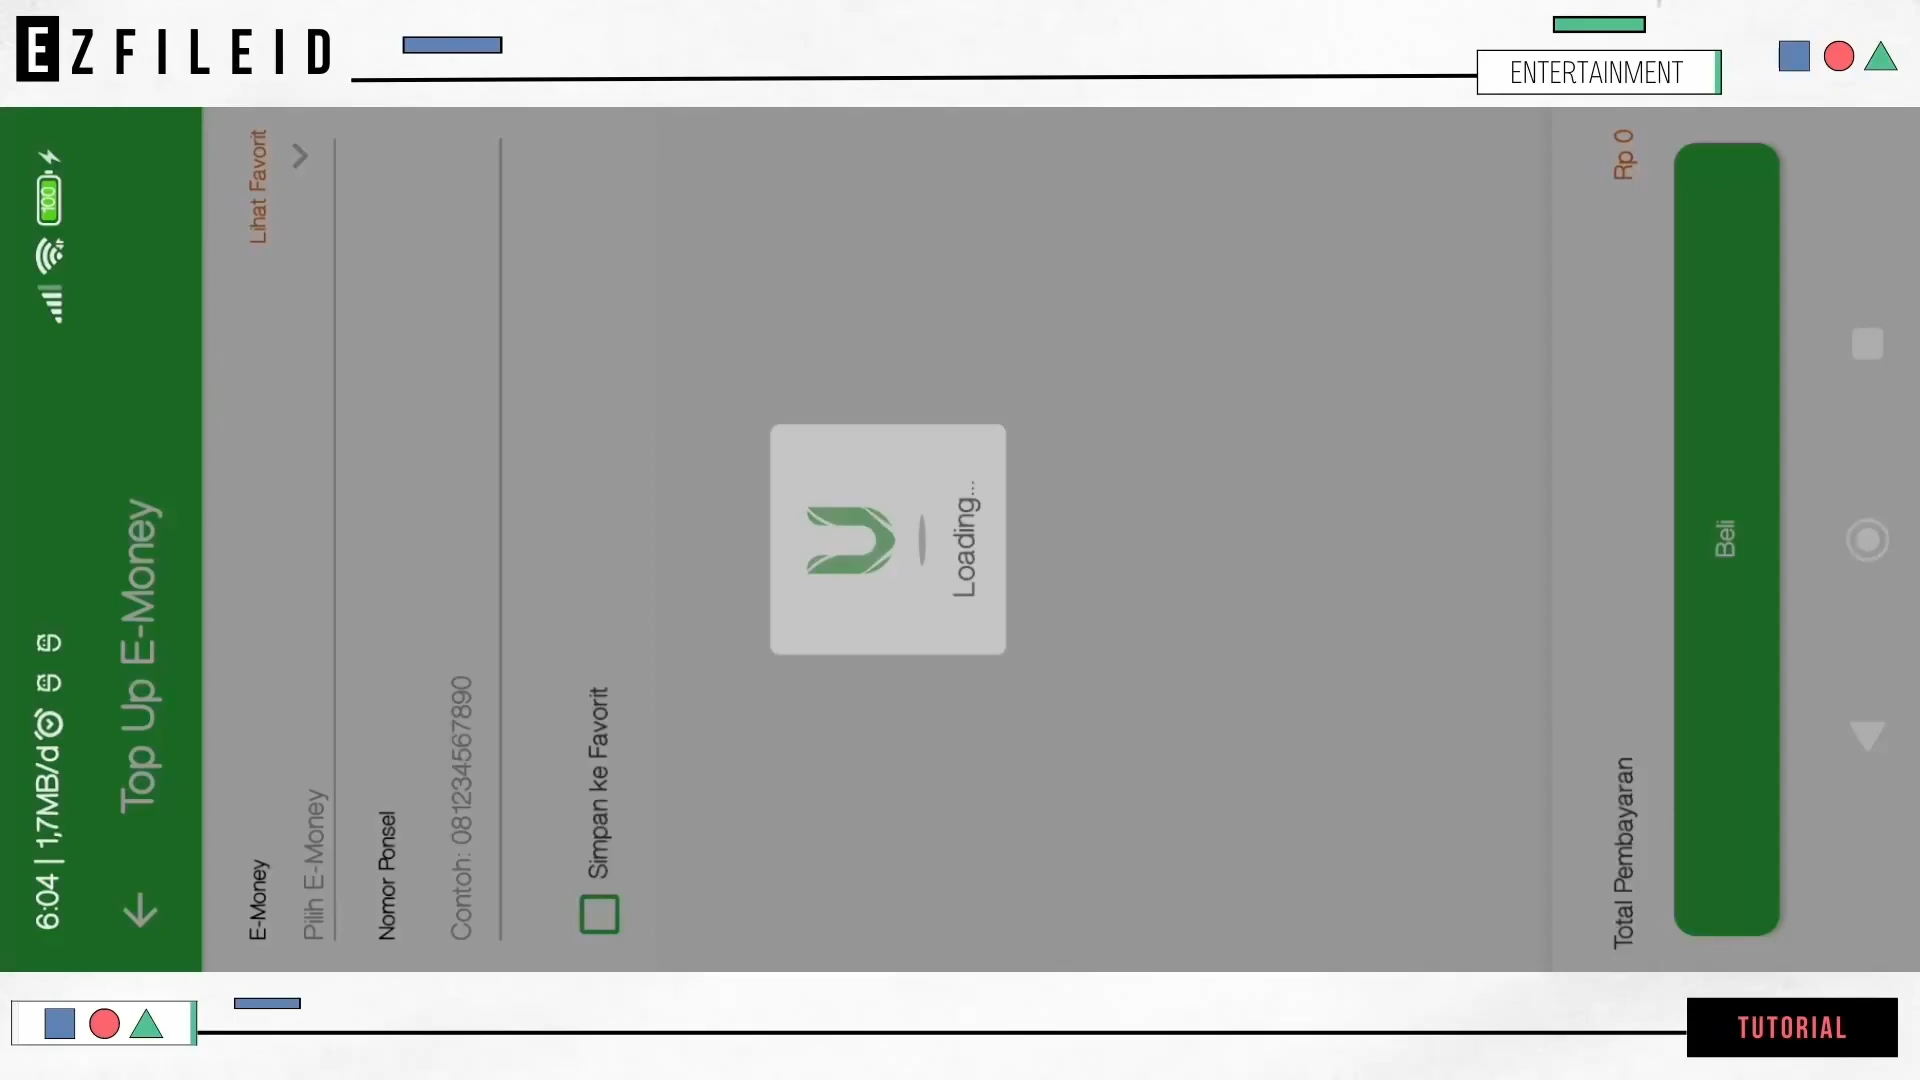 EZFILEID
ENTERTAINMENT
6:04 | 1,7MB/d
100
Top Up E-Money
E-Money
Lihat Favorit
Pilih E-Money
Nomor Ponsel
Contoh: 081234567890
Simpan ke Favorit
Loading...
Total Pembayaran
Rp 0
Beli
TUTORIAL